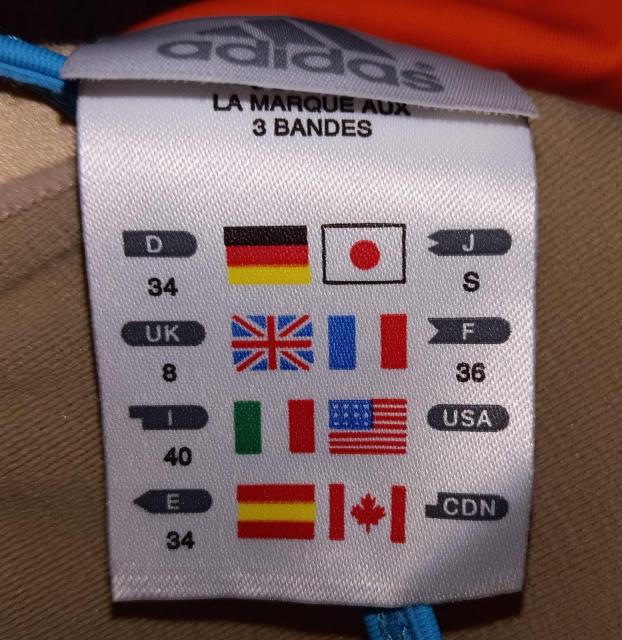 adidas
LA MARQUE AUX
3 BANDES
D J
34 S
UK F
8 36
I USA
40
E CDN
34